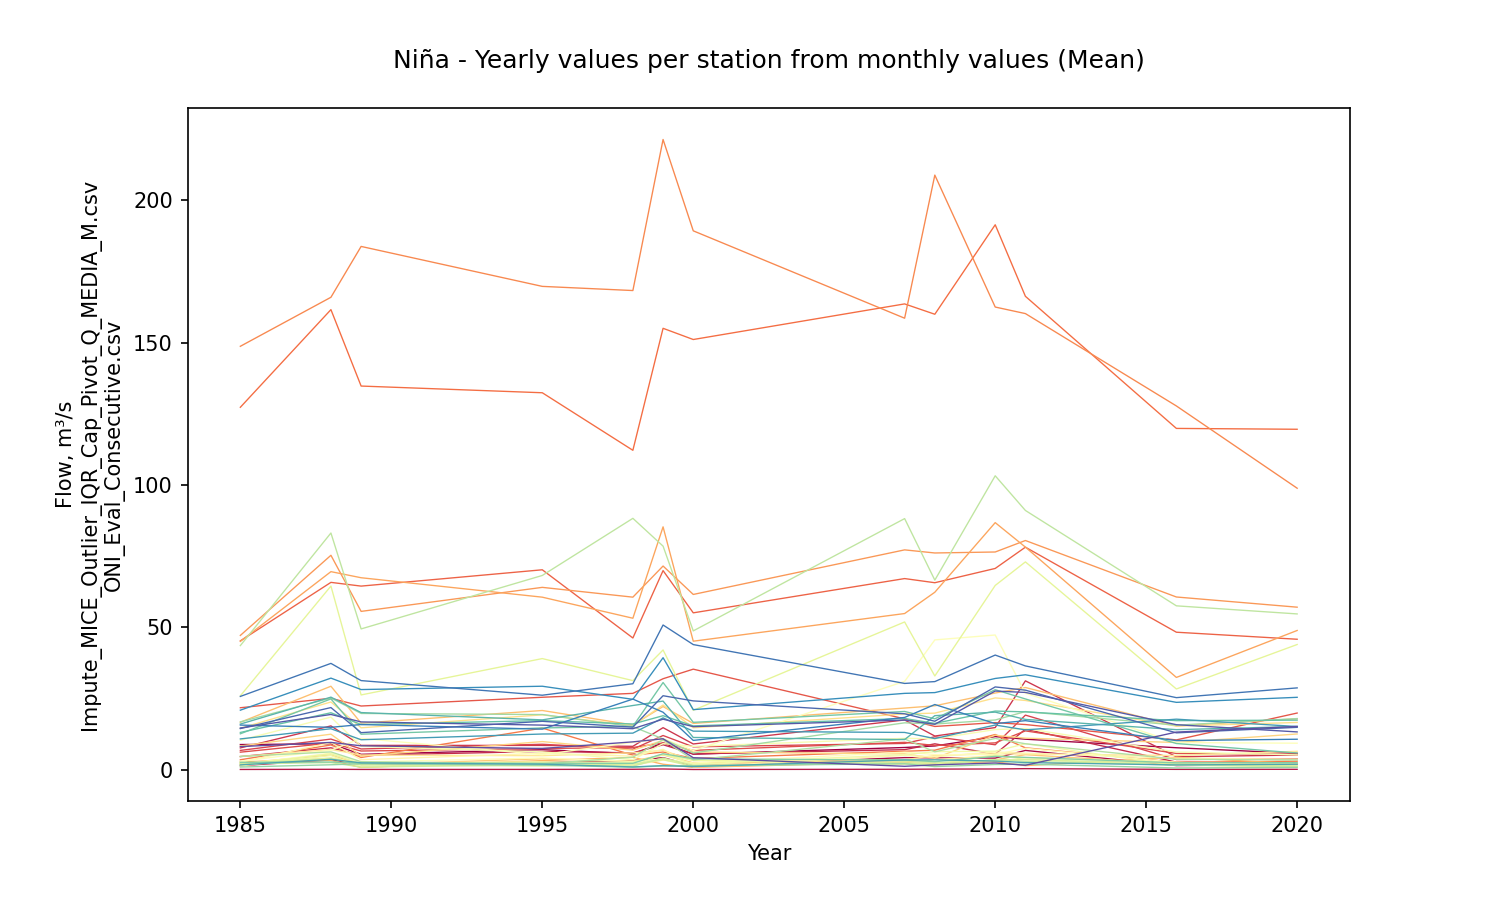 Niña - Yearly values per station from monthly values (Mean)
Flow, m³/s
Impute_MICE_Outlier_IQR_Cap_Pivot_Q_MEDIA_M.csv
ONI_Eval_Consecutive.csv
200
150
100
50
0
1985
1990
1995
2000
2005
2010
2015
2020
Year